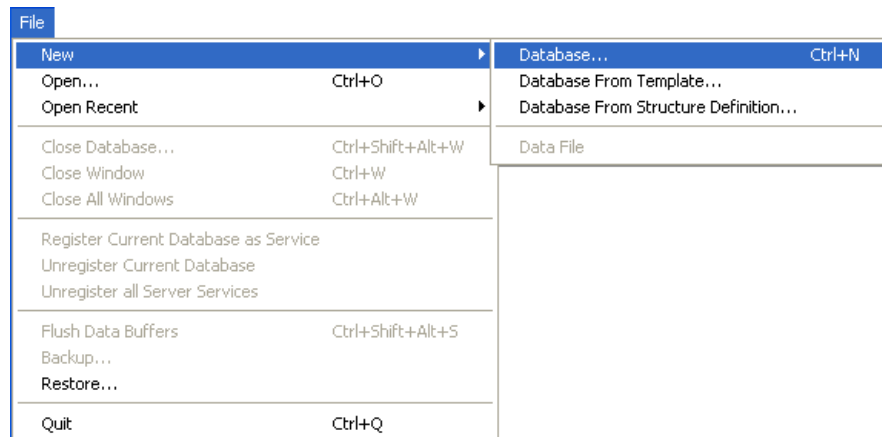 File
New
Database... Ctrl+N
Open... Ctrl+O
Database From Template...
Open Recent
Database From Structure Definition...
Close Database... Ctrl+Shift+Alt+W
Data File
Close Window Ctrl+W
Close All Windows Ctrl+Alt+W
Register Current Database as Service
Unregister Current Database
Unregister all Server Services
Flush Data Buffers Ctrl+Shift+Alt+S
Backup...
Restore...
Quit Ctrl+Q